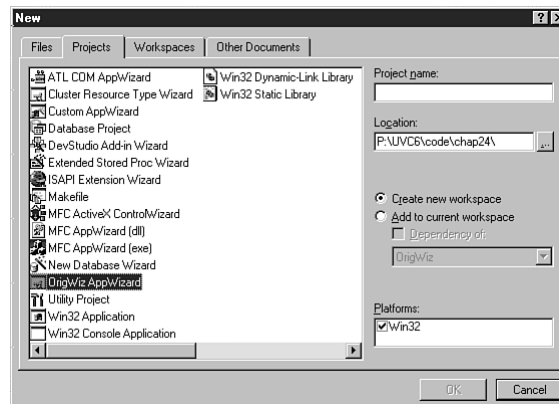 New
Files Projects Workspaces Other Documents
ATL COM AppWizard
Cluster Resource Type Wizard
Custom AppWizard
Database Project
DevStudio Add-in Wizard
Extended Stored Proc Wizard
ISAPI Extension Wizard
Makefile
MFC ActiveX ControlWizard
MFC AppWizard (dll)
MFC AppWizard (exe)
New Database Wizard
OrigWiz AppWizard
Utility Project
Win32 Application
Win32 Console Application
Win32 Dynamic-Link Library
Win32 Static Library
Project name:
Location:
P:\UVC6\code\chap24\
...
Create new workspace
Add to current workspace
Dependency of:
OrigWiz
Platforms:
Win32
OK Cancel